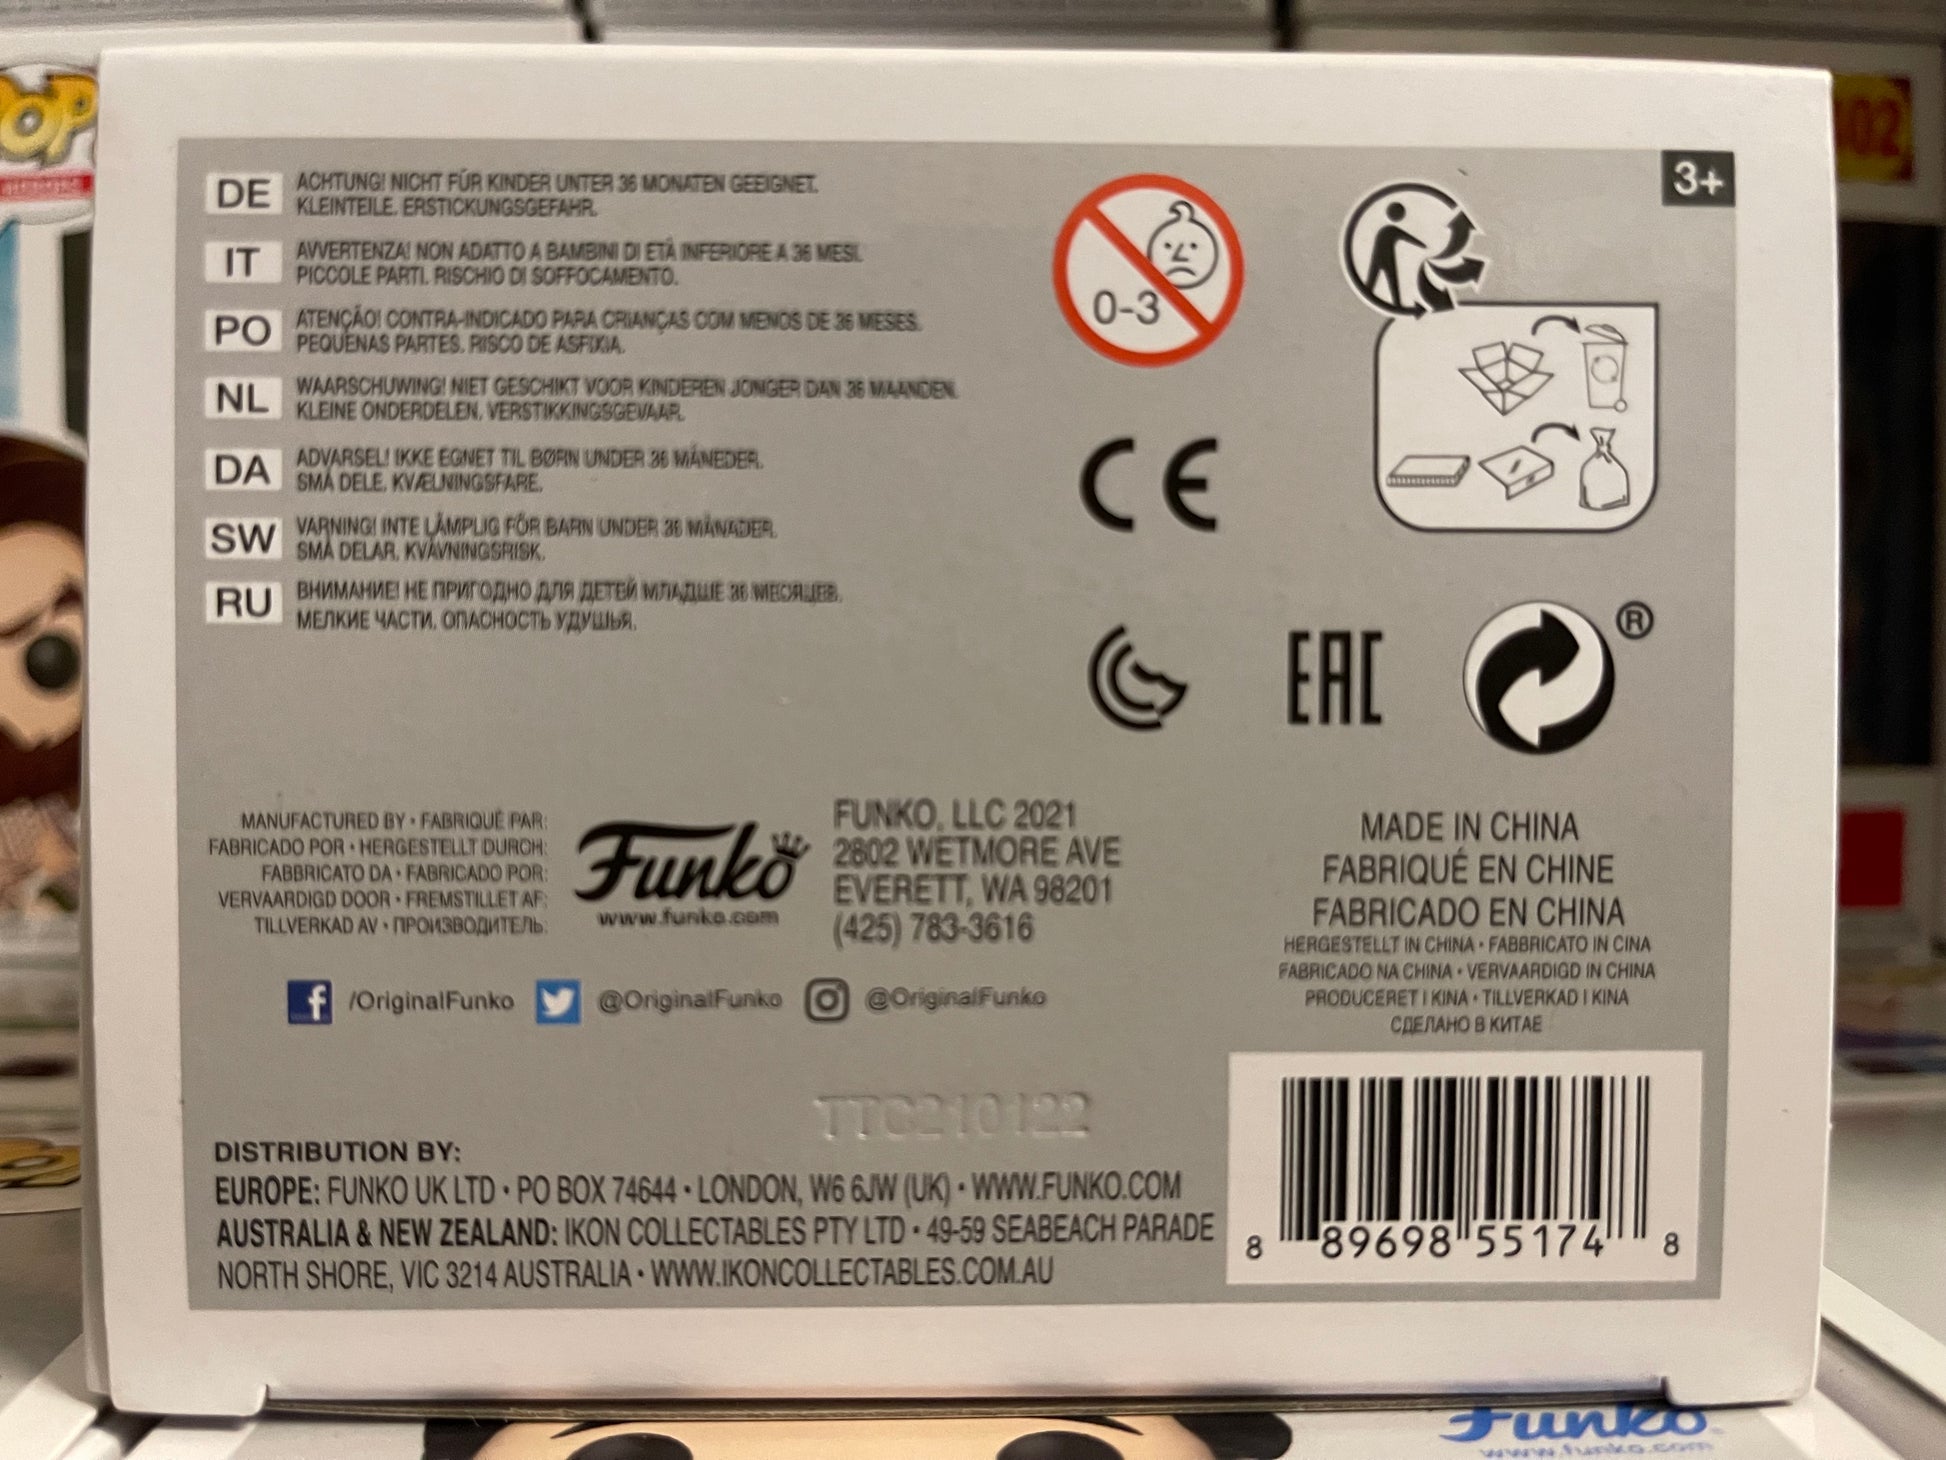 3+
DE
ACHTUNG! NICHT FÜR KINDER UNTER 36 MONATEN GEEIGNET.
KLEINTEILE. ERSTICKUNGSGEFAHR.
IT
AVVERTENZA! NON ADATTO A BAMBINI DI ETÀ INFERIORE A 36 MESI.
PICCOLE PARTI. RISCHIO DI SOFFOCAMENTO.
PO
ATENÇÃO! CONTRA-INDICADO PARA CRIANÇAS COM MENOS DE 36 MESES.
PEQUENAS PARTES. RISCO DE ASFIXIA.
NL
WAARSCHUWING! NIET GESCHIKT VOOR KINDEREN JONGER DAN 36 MAANDEN.
KLEINE ONDERDELEN, VERSTIKKINGSGEVAAR.
DA
ADVARSEL! IKKE EGNET TIL BØRN UNDER 36 MÅNEDER.
SMÅ DELE. KVÆLNINGSFARE.
SW
VARNING! INTE LÄMPLIG FÖR BARN UNDER 36 MÅNADER.
SMÅ DELAR. KVÄVNINGSRISK.
RU
ВНИМАНИЕ! НЕ ПРИГОДНО ДЛЯ ДЕТЕЙ МЛАДШЕ 36 МЕСЯЦЕВ.
МЕЛКИЕ ЧАСТИ. ОПАСНОСТЬ УДУШЬЯ.
0-3
CE
EAC
®
MANUFACTURED BY • FABRIQUÉ PAR:
FABRICADO POR • HERGESTELLT DURCH:
FABBRICATO DA • FABRICADO POR:
VERVAARDIGD DOOR • FREMSTILLET AF:
TILLVERKAD AV • ПРОИЗВОДИТЕЛЬ:
Funko
www.funko.com
FUNKO, LLC 2021
2802 WETMORE AVE
EVERETT, WA 98201
(425) 783-3616
MADE IN CHINA
FABRIQUÉ EN CHINE
FABRICADO EN CHINA
HERGESTELLT IN CHINA • FABBRICATO IN CINA
FABRICADO NA CHINA • VERVAARDIGD IN CHINA
PRODUCERET I KINA • TILLVERKAD I KINA
СДЕЛАНО В КИТАЕ
/OriginalFunko @OriginalFunko @OriginalFunko
TTC210122
DISTRIBUTION BY:
EUROPE: FUNKO UK LTD • PO BOX 74644 • LONDON, W6 6JW (UK) • WWW.FUNKO.COM
AUSTRALIA & NEW ZEALAND: IKON COLLECTABLES PTY LTD • 49-59 SEABEACH PARADE
NORTH SHORE, VIC 3214 AUSTRALIA • WWW.IKONCOLLECTABLES.COM.AU
8 89698 55174 8
Funko
www.funko.com